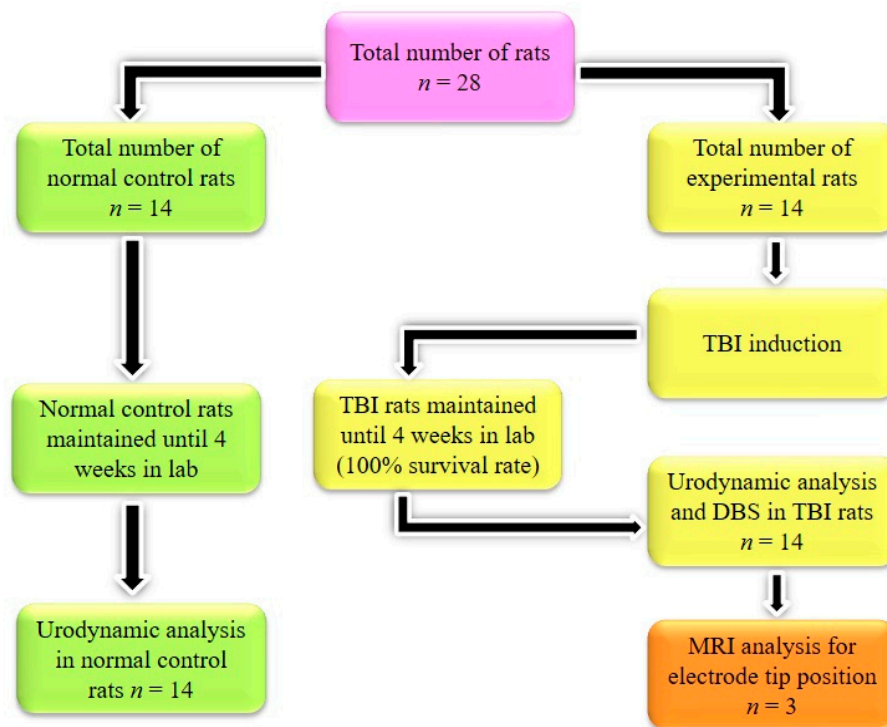 Total number of rats
n = 28
Total number of
normal control rats
n = 14
Total number of
experimental rats
n = 14
TBI induction
Normal control rats
maintained until 4
weeks in lab
TBI rats maintained
until 4 weeks in lab
(100% survival rate)
Urodynamic analysis
and DBS in TBI rats
n = 14
Urodynamic analysis
in normal control
rats n = 14
MRI analysis for
electrode tip position
n = 3